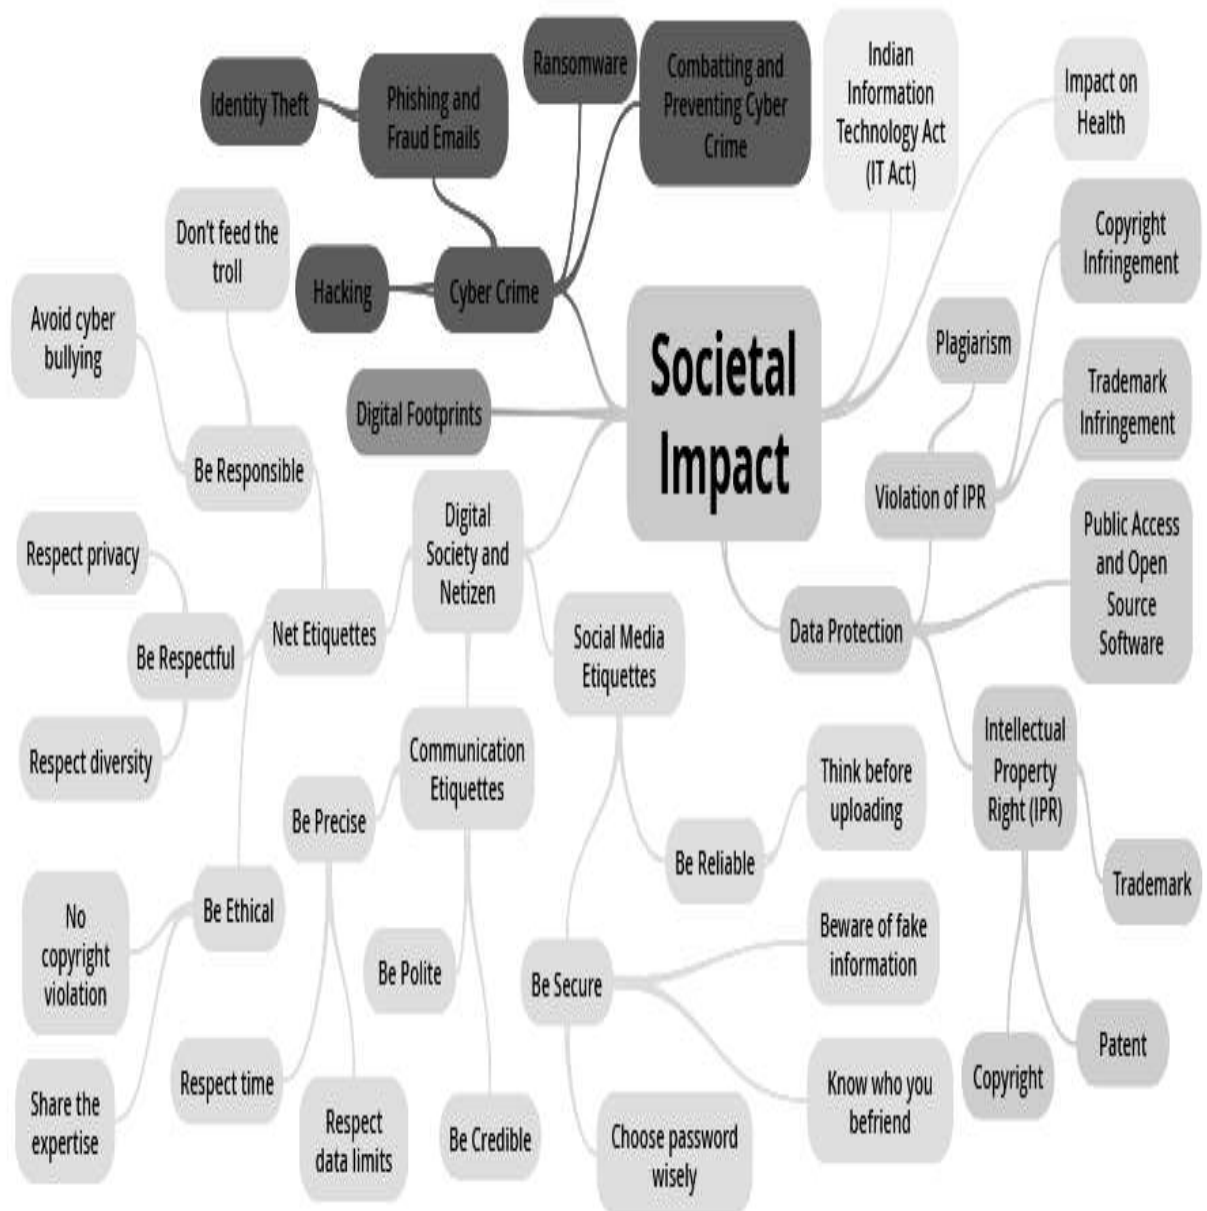 Ransomware
Combatting and
Preventing Cyber
Crime
Indian
Information
Technology Act
(IT Act)
Impact on
Health
Identity Theft
Phishing and
Fraud Emails
Don't feed the
troll
Hacking
Cyber Crime
Copyright
Infringement
Avoid cyber
bullying
Societal
Impact
Plagiarism
Trademark
Infringement
Digital Footprints
Be Responsible
Violation of IPR
Digital
Society and
Netizen
Public Access
and Open
Source
Software
Respect privacy
Net Etiquettes
Be Respectful
Social Media
Etiquettes
Data Protection
Respect diversity
Communication
Etiquettes
Intellectual
Property
Right (IPR)
Be Precise
Think before
uploading
Be Reliable
Trademark
No
copyright
violation
Be Ethical
Be Polite
Be Secure
Beware of fake
information
Respect time
Share the
expertise
Respect
data limits
Be Credible
Choose password
wisely
Know who you
befriend
Copyright
Patent